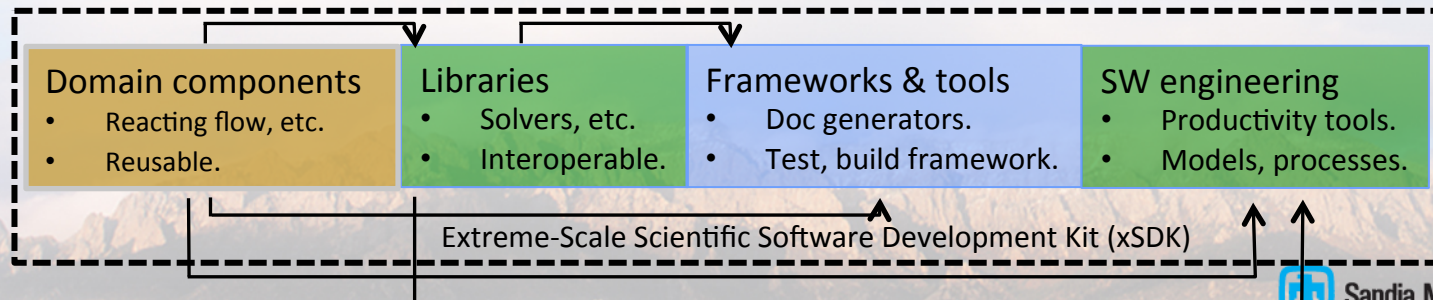 Domain components
• Reacting flow, etc.
• Reusable.
Libraries
• Solvers, etc.
• Interoperable.
Frameworks & tools
• Doc generators.
• Test, build framework.
SW engineering
• Productivity tools.
• Models, processes.
Extreme-Scale Scientific Software Development Kit (xSDK)
Sandia